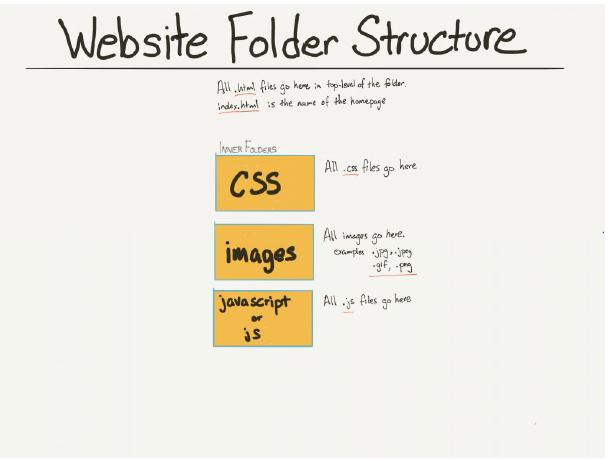 Website Folder Structure
All .html files go here in top-level of the folder.
index.html is the name of the homepage
INNER FOLDERS
CSS
All .css files go here
images
All images go here.
examples .jpg, .jpeg
.gif, .png
javascript
or
js
All .js files go here